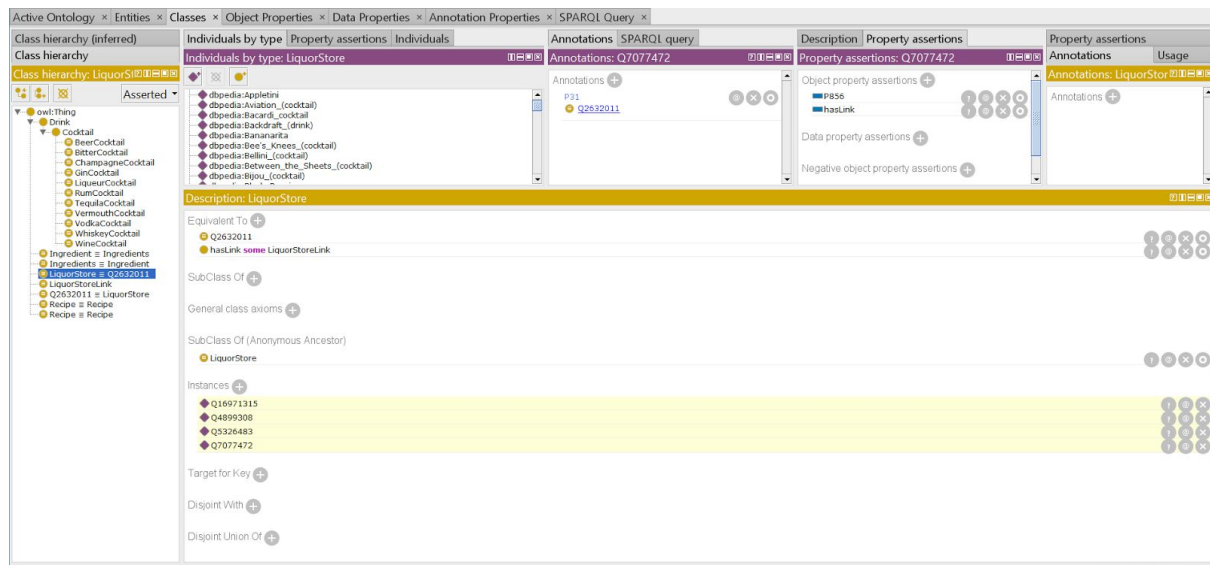 Active Ontology × Entities × Classes × Object Properties × Data Properties × Annotation Properties × SPARQL Query ×
Class hierarchy (inferred)
Class hierarchy
Class hierarchy: LiquorSt
Asserted
owl:Thing
Drink
Cocktail
BeerCocktail
BitterCocktail
ChampagneCocktail
GinCocktail
LiqueurCocktail
RumCocktail
TequilaCocktail
VermouthCocktail
VodkaCocktail
WhiskeyCocktail
WineCocktail
Ingredient ≡ Ingredients
Ingredients ≡ Ingredient
LiquorStore ≡ Q2632011
LiquorStoreLink
Q2632011 ≡ LiquorStore
Recipe ≡ Recipe
Recipe ≡ Recipe
Individuals by type Property assertions Individuals
Individuals by type: LiquorStore
dbpedia:Appletini
dbpedia:Aviation_(cocktail)
dbpedia:Bacardi_cocktail
dbpedia:Backdraft_(drink)
dbpedia:Bananarita
dbpedia:Bee's_Knees_(cocktail)
dbpedia:Bellini_(cocktail)
dbpedia:Between_the_Sheets_(cocktail)
dbpedia:Bijou_(cocktail)
Annotations SPARQL query
Annotations: Q7077472
Annotations
P31
Q2632011
Description Property assertions
Property assertions: Q7077472
Object property assertions
P856
hasLink
Data property assertions
Negative object property assertions
Property assertions
Annotations Usage
Annotations: LiquorStor
Annotations
Description: LiquorStore
Equivalent To
Q2632011
hasLink some LiquorStoreLink
SubClass Of
General class axioms
SubClass Of (Anonymous Ancestor)
LiquorStore
Instances
Q16971315
Q4899308
Q5326483
Q7077472
Target for Key
Disjoint With
Disjoint Union Of